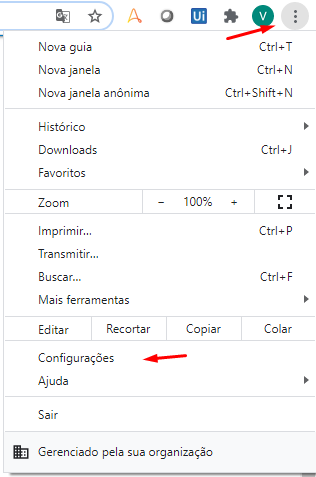 Ui V
Nova guia Ctrl+T
Nova janela Ctrl+N
Nova janela anônima Ctrl+Shift+N
Histórico
Downloads Ctrl+J
Favoritos
Zoom − 100% +
Imprimir... Ctrl+P
Transmitir...
Buscar... Ctrl+F
Mais ferramentas
Editar Recortar Copiar Colar
Configurações
Ajuda
Sair
Gerenciado pela sua organização